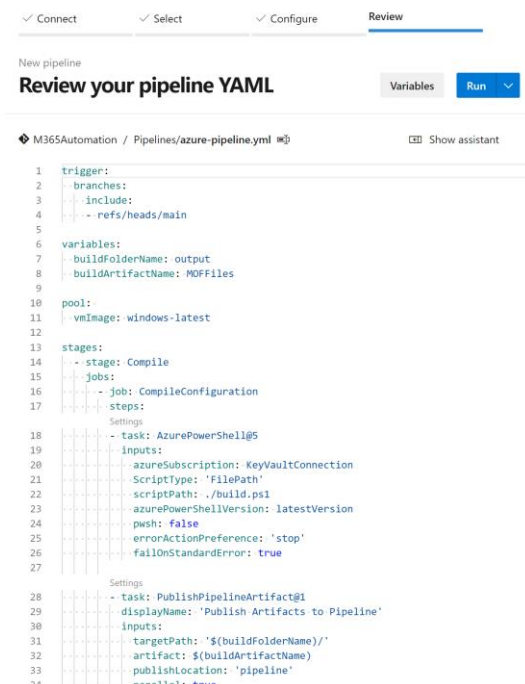 Connect Select Configure Review
New pipeline
Review your pipeline YAML Variables Run
M365Automation / Pipelines/azure-pipeline.yml Show assistant
1 trigger:
2   branches:
3     include:
4     - refs/heads/main
5
6 variables:
7   buildFolderName: output
8   buildArtifactName: MOFFiles
9
10 pool:
11   vmImage: windows-latest
12
13 stages:
14   - stage: Compile
15     jobs:
16       - job: CompileConfiguration
17         steps:
Settings
18         - task: AzurePowerShell@5
19           inputs:
20             azureSubscription: KeyVaultConnection
21             ScriptType: 'FilePath'
22             scriptPath: ./build.ps1
23             azurePowerShellVersion: latestVersion
24             pwsh: false
25             errorActionPreference: 'stop'
26             failOnStandardError: true
27
Settings
28         - task: PublishPipelineArtifact@1
29           displayName: 'Publish Artifacts to Pipeline'
30           inputs:
31             targetPath: '$(buildFolderName)/'
32             artifact: $(buildArtifactName)
33             publishLocation: 'pipeline'
34             parallel: true